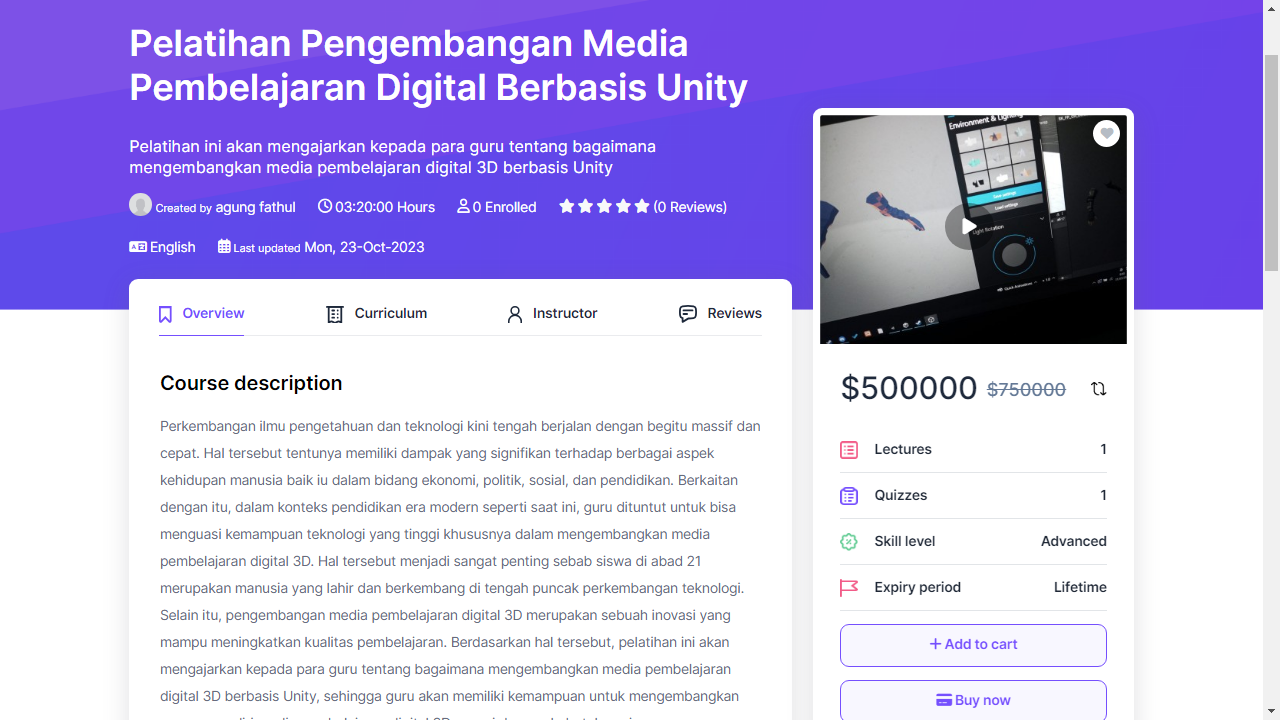 Pelatihan Pengembangan Media
Pembelajaran Digital Berbasis Unity
Pelatihan ini akan mengajarkan kepada para guru tentang bagaimana
mengembangkan media pembelajaran digital 3D berbasis Unity
Created by agung fathul 03:20:00 Hours 0 Enrolled (0 Reviews)
English Last updated Mon, 23-Oct-2023
Overview Curriculum Instructor Reviews
Course description
Perkembangan ilmu pengetahuan dan teknologi kini tengah berjalan dengan begitu massif dan
cepat. Hal tersebut tentunya memiliki dampak yang signifikan terhadap berbagai aspek
kehidupan manusia baik iu dalam bidang ekonomi, politik, sosial, dan pendidikan. Berkaitan
dengan itu, dalam konteks pendidikan era modern seperti saat ini, guru dituntut untuk bisa
menguasi kemampuan teknologi yang tinggi khususnya dalam mengembangkan media
pembelajaran digital 3D. Hal tersebut menjadi sangat penting sebab siswa di abad 21
merupakan manusia yang lahir dan berkembang di tengah puncak perkembangan teknologi.
Selain itu, pengembangan media pembelajaran digital 3D merupakan sebuah inovasi yang
mampu meningkatkan kualitas pembelajaran. Berdasarkan hal tersebut, pelatihan ini akan
mengajarkan kepada para guru tentang bagaimana mengembangkan media pembelajaran
digital 3D berbasis Unity, sehingga guru akan memiliki kemampuan untuk mengembangkan
Environment & Lighting
Light Rotation
$500000 $750000
Lectures 1
Quizzes 1
Skill level Advanced
Expiry period Lifetime
+ Add to cart
Buy now